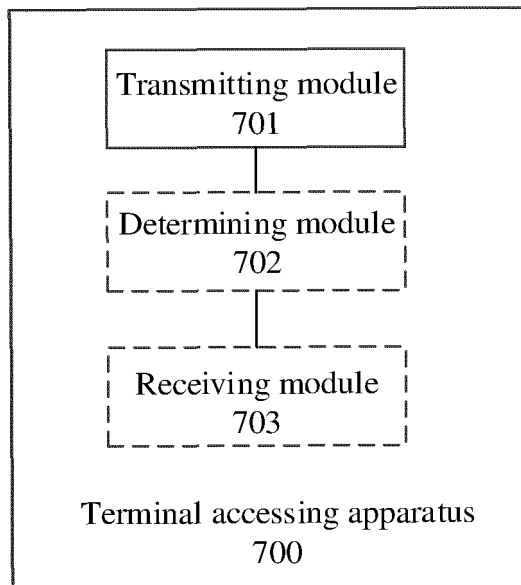 Transmitting module
701
Determining module
702
Receiving module
703
Terminal accessing apparatus
700